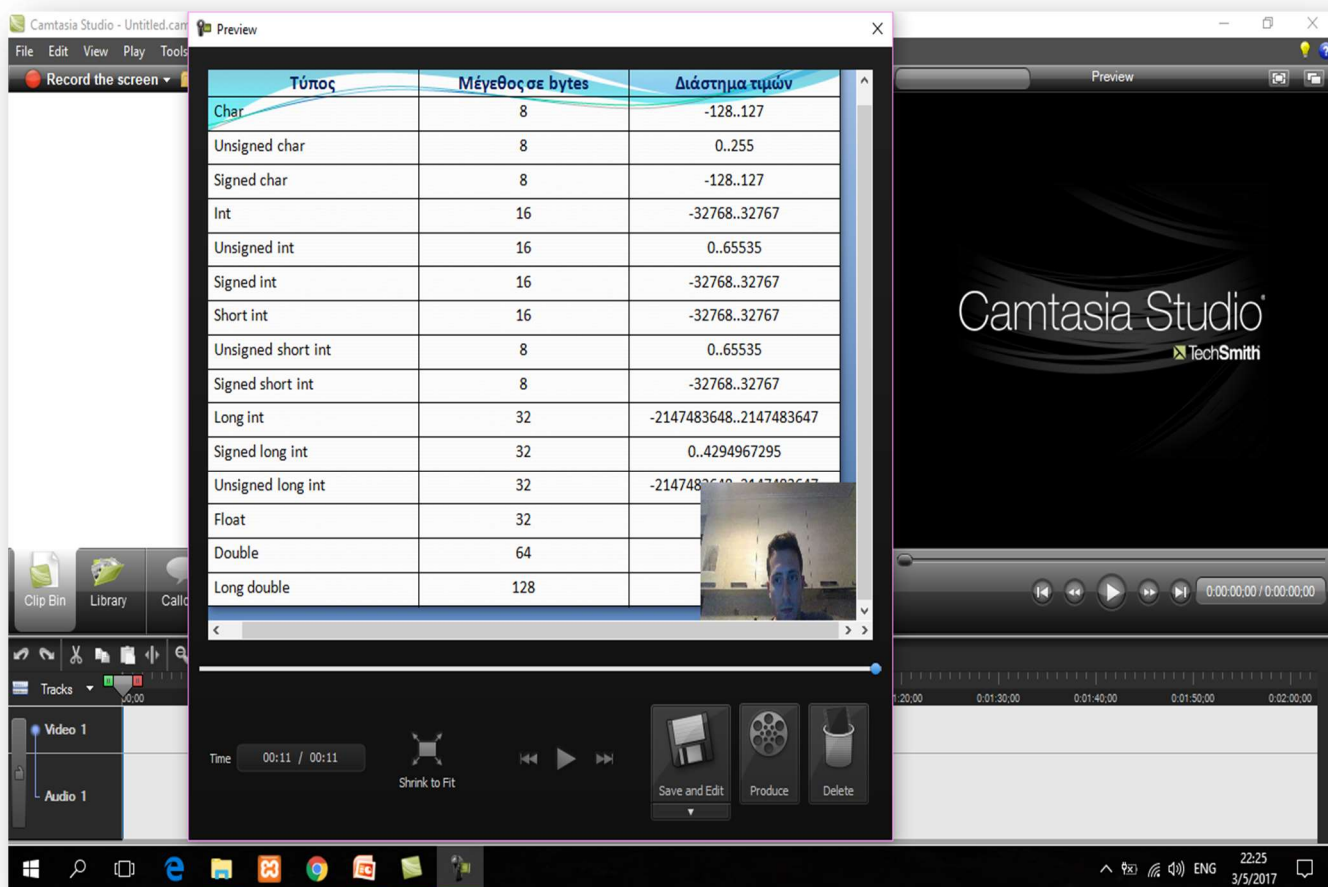 Camtasia Studio - Untitled.cam
Preview
File Edit View Play Tools
Record the screen
Preview
Τύπος Μέγεθος σε bytes Διάστημα τιμών
Char 8 -128..127
Unsigned char 8 0..255
Signed char 8 -128..127
Int 16 -32768..32767
Unsigned int 16 0..65535
Signed int 16 -32768..32767
Short int 16 -32768..32767
Unsigned short int 8 0..65535
Signed short int 8 -32768..32767
Long int 32 -2147483648..2147483647
Signed long int 32 0..4294967295
Unsigned long int 32
Float 32
Double 64
Long double 128
Camtasia Studio
TechSmith
Clip Bin Library Callo
0:00:00;00 / 0:00:00;00
Tracks
00;00 1:20;00 0:01:30;00 0:01:40;00 0:01:50;00 0:02:00;00
Video 1
Audio 1
Time 00:11 / 00:11
Shrink to Fit
Save and Edit Produce Delete
ENG
22:25
3/5/2017